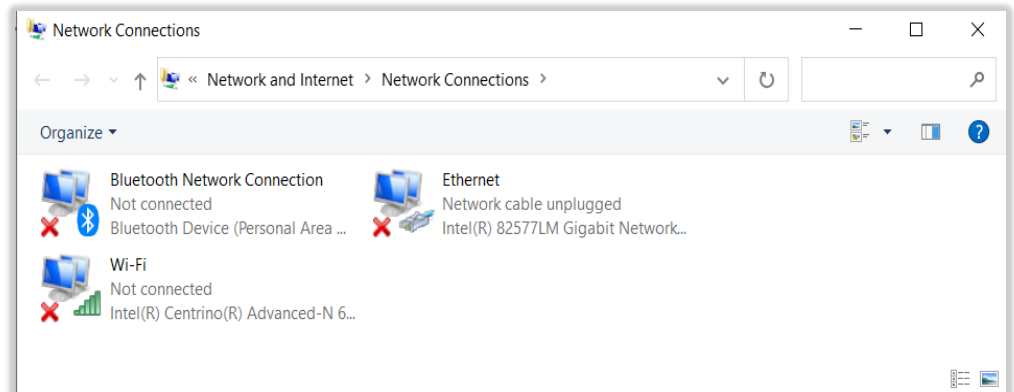 Network Connections
« Network and Internet > Network Connections >
Organize
?
Bluetooth Network Connection
Not connected
Bluetooth Device (Personal Area ...
Ethernet
Network cable unplugged
Intel(R) 82577LM Gigabit Network...
Wi-Fi
Not connected
Intel(R) Centrino(R) Advanced-N 6...